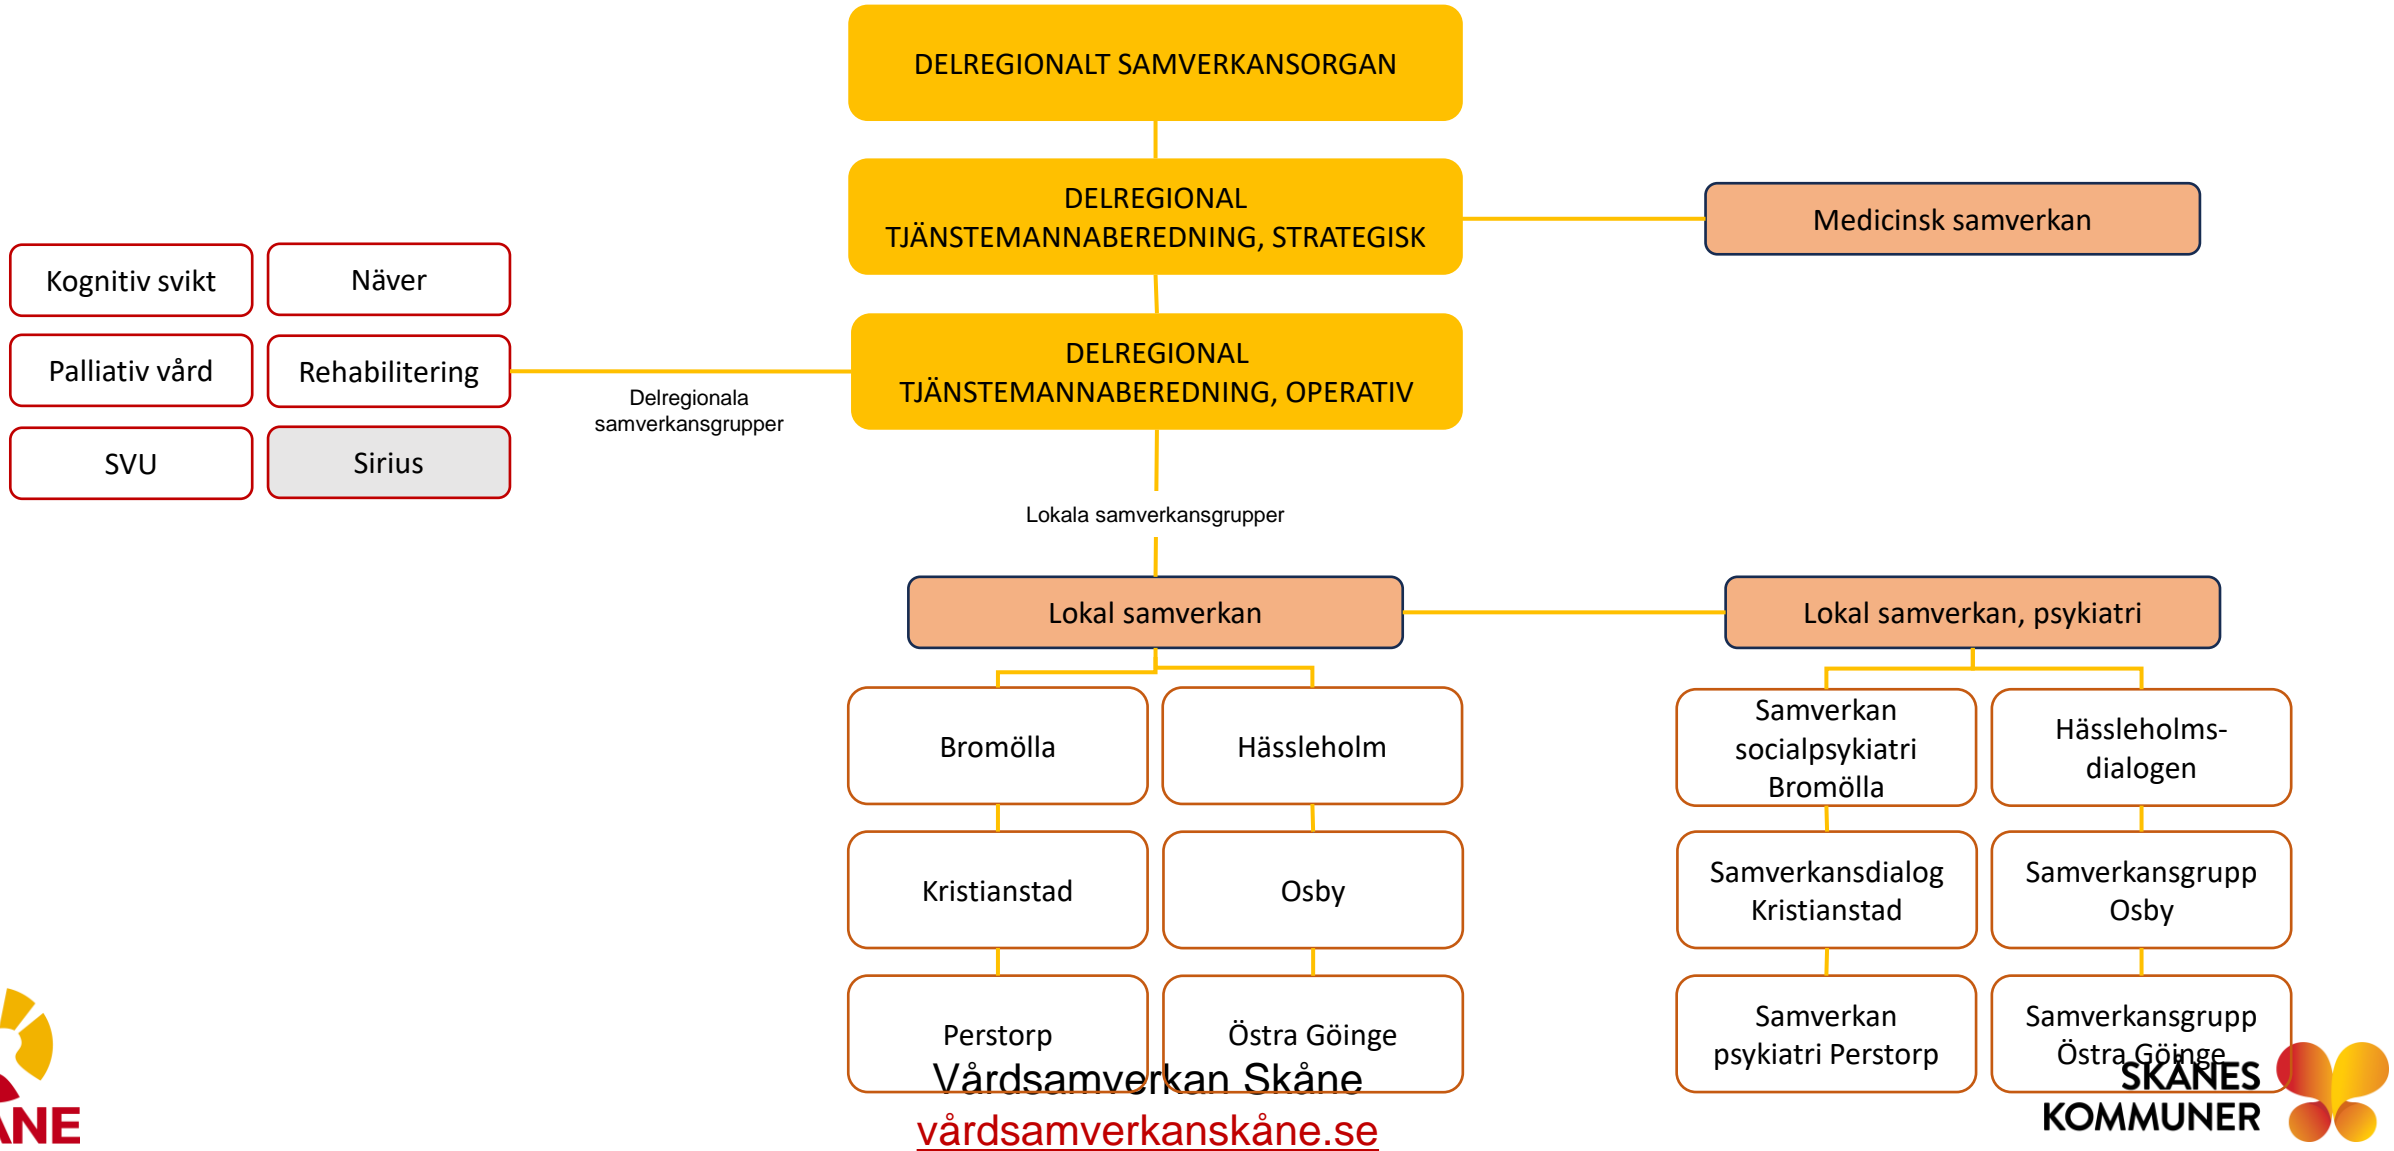 DELREGIONALT SAMVERKANSORGAN
DELREGIONAL
TJÄNSTEMANNABEREDNING, STRATEGISK
Medicinsk samverkan
Kognitiv svikt
Näver
Palliativ vård
Rehabilitering
SVU
Sirius
Delregionala
samverkansgrupper
DELREGIONAL
TJÄNSTEMANNABEREDNING, OPERATIV
Lokala samverkansgrupper
Lokal samverkan
Lokal samverkan, psykiatri
Bromölla
Hässleholm
Kristianstad
Osby
Perstorp
Östra Göinge
Samverkan
socialpsykiatri
Bromölla
Hässleholms-
dialogen
Samverkansdialog
Kristianstad
Samverkansgrupp
Osby
Samverkan
psykiatri Perstorp
Samverkansgrupp
Östra Göinge
Vårdsamverkan Skåne
vårdsamverkanskåne.se
SKÅNES
KOMMUNER